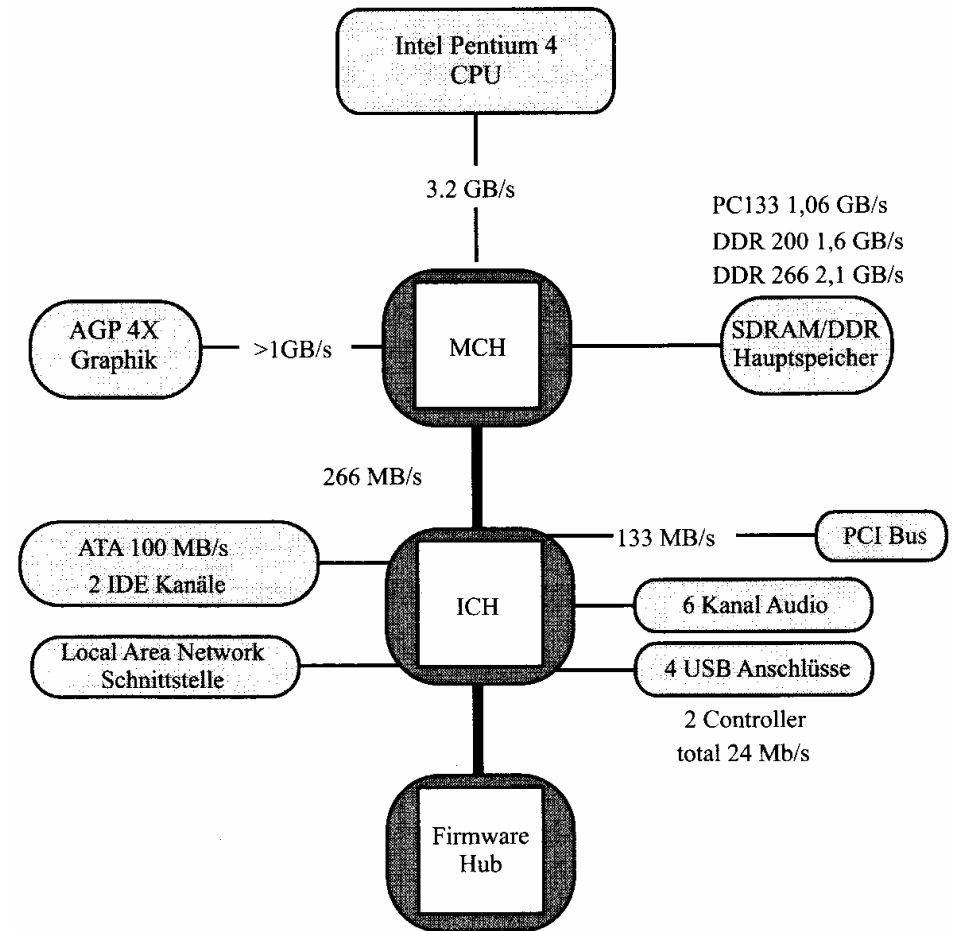 Intel Pentium 4
CPU
3.2 GB/s
PC133 1,06 GB/s
DDR 200 1,6 GB/s
DDR 266 2,1 GB/s
AGP 4X
Graphik
>1GB/s
MCH
SDRAM/DDR
Hauptspeicher
266 MB/s
ATA 100 MB/s
2 IDE Kanäle
133 MB/s
PCI Bus
ICH
6 Kanal Audio
Local Area Network
Schnittstelle
4 USB Anschlüsse
2 Controller
total 24 Mb/s
Firmware
Hub